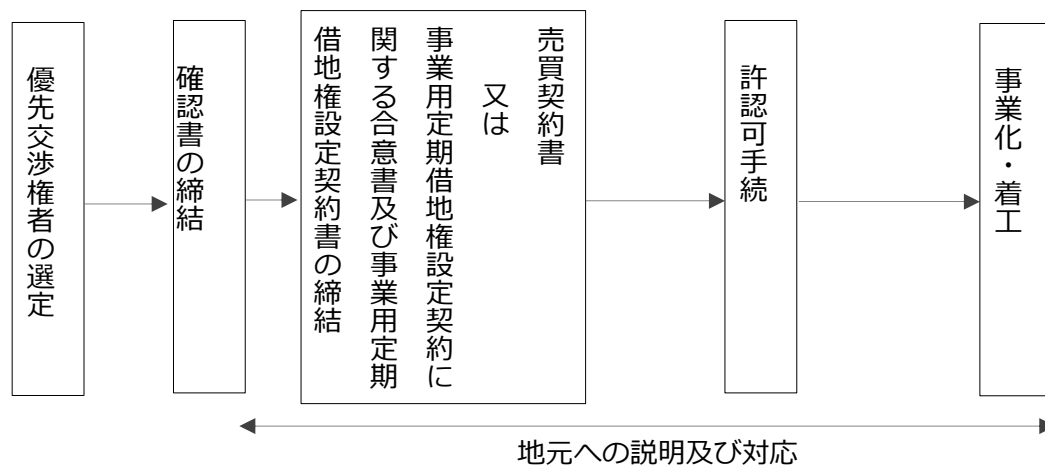 優先交渉権者の選定
確認書の締結
売買契約書
又は
事業用定期借地権設定契約に
関する合意書及び事業用定期
借地権設定契約書の締結
許認可手続
事業化・着工
地元への説明及び対応